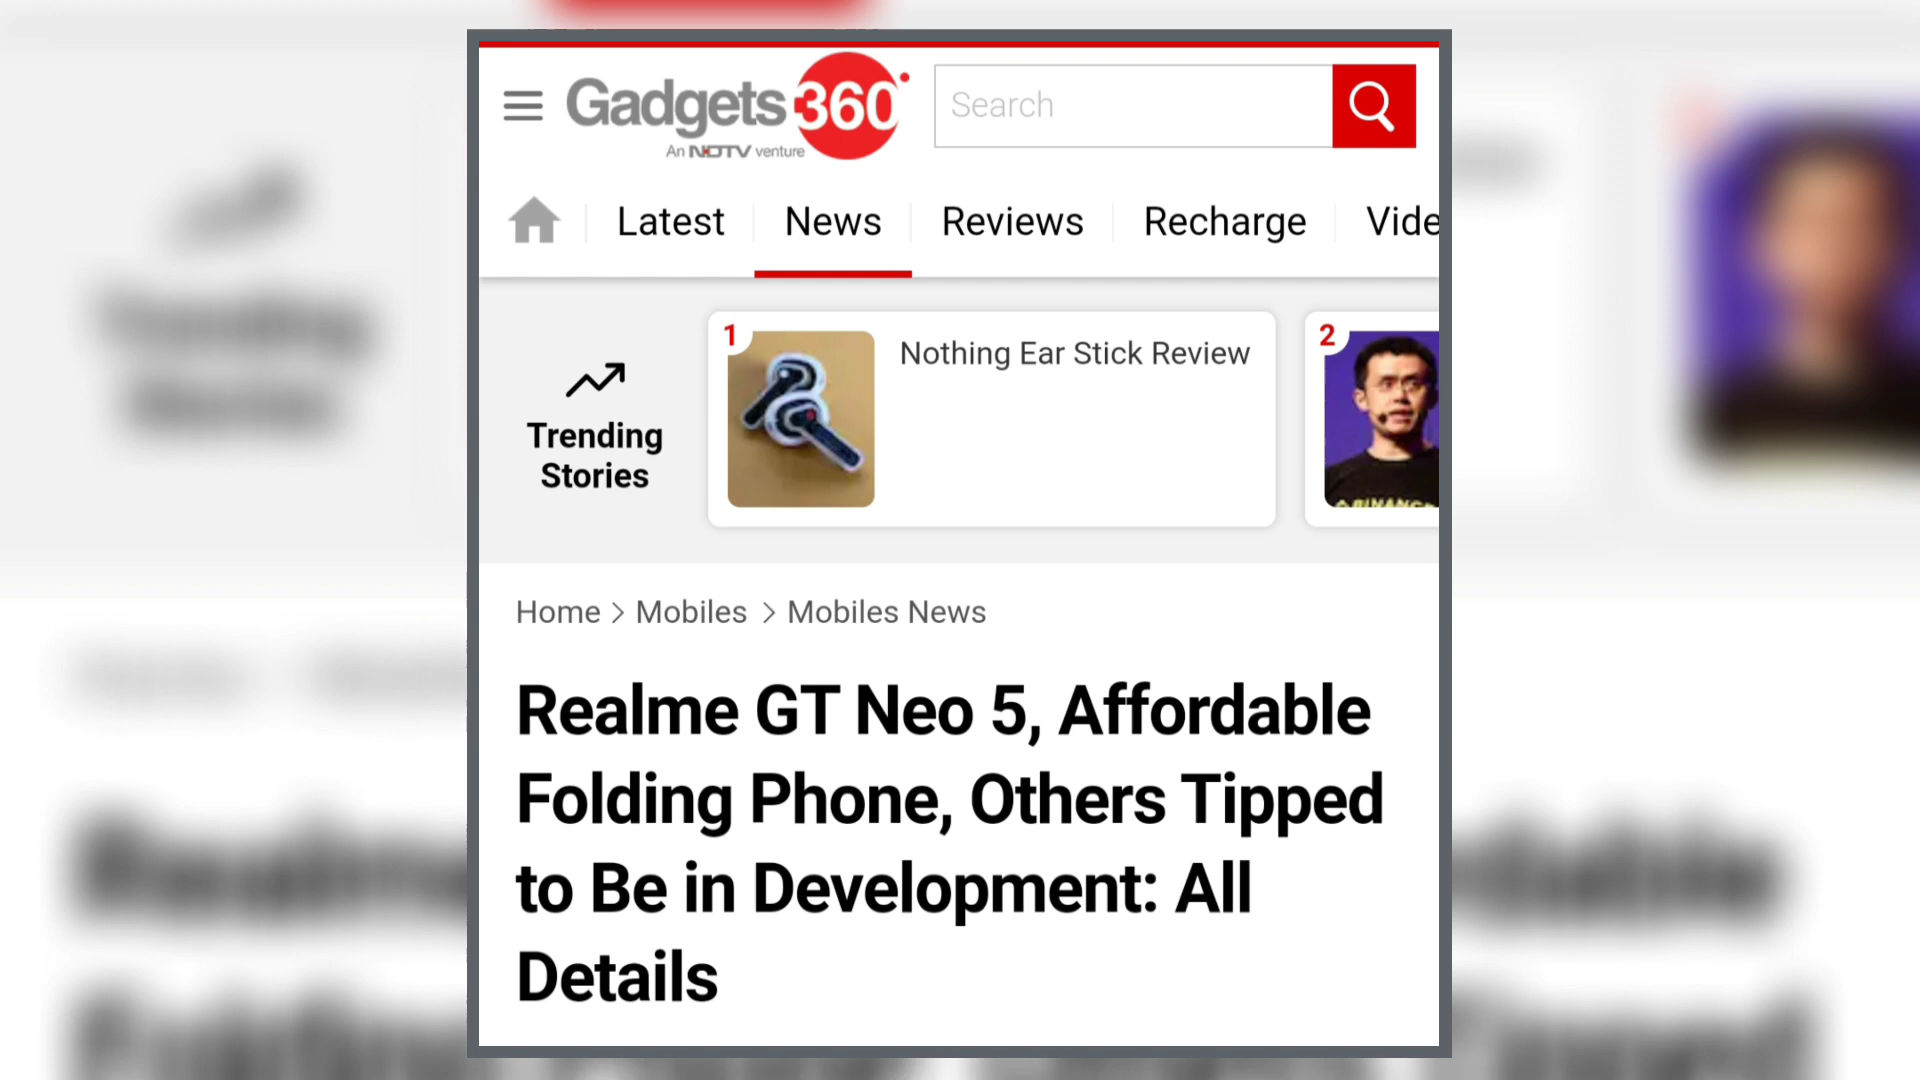 Gadgets 360
An NDTV venture
Search
Latest
News
Reviews
Recharge
Vide
Trending
Stories
1
Nothing Ear Stick Review
2
BINANCE
Home > Mobiles > Mobiles News
Realme GT Neo 5, Affordable
Folding Phone, Others Tipped
to Be in Development: All
Details